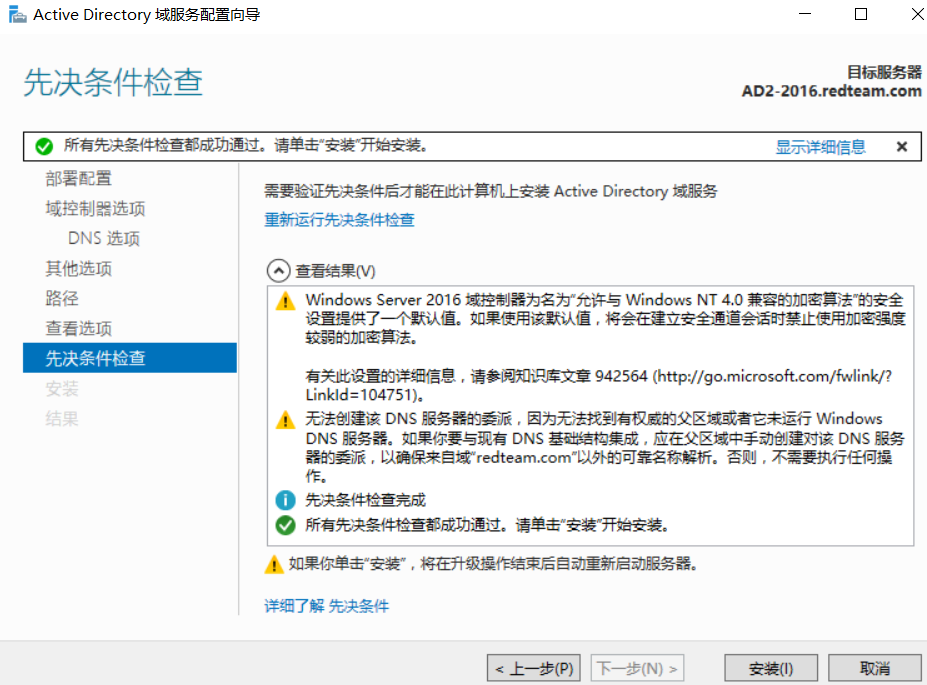 Active Directory 域服务配置向导
先决条件检查
目标服务器
AD2-2016.redteam.com
所有先决条件检查都成功通过。请单击“安装”开始安装。
显示详细信息
部署配置
域控制器选项
DNS 选项
其他选项
路径
查看选项
先决条件检查
安装
结果
需要验证先决条件后才能在此计算机上安装 Active Directory 域服务
重新运行先决条件检查
查看结果(V)
Windows Server 2016 域控制器为名为“允许与 Windows NT 4.0 兼容的加密算法”的安全
设置提供了一个默认值。如果使用该默认值，将会在建立安全通道会话时禁止使用加密强度
较弱的加密算法。
有关此设置的详细信息，请参阅知识库文章 942564 (http://go.microsoft.com/fwlink/?
LinkId=104751)。
无法创建该 DNS 服务器的委派，因为无法找到有权威的父区域或者它未运行 Windows
DNS 服务器。如果你要与现有 DNS 基础结构集成，应在父区域中手动创建对该 DNS 服务
器的委派，以确保来自域“redteam.com”以外的可靠名称解析。否则，不需要执行任何操
作。
先决条件检查完成
所有先决条件检查都成功通过。请单击“安装”开始安装。
如果你单击“安装”，将在升级操作结束后自动重新启动服务器。
详细了解 先决条件
< 上一步(P)
下一步(N) >
安装(I)
取消